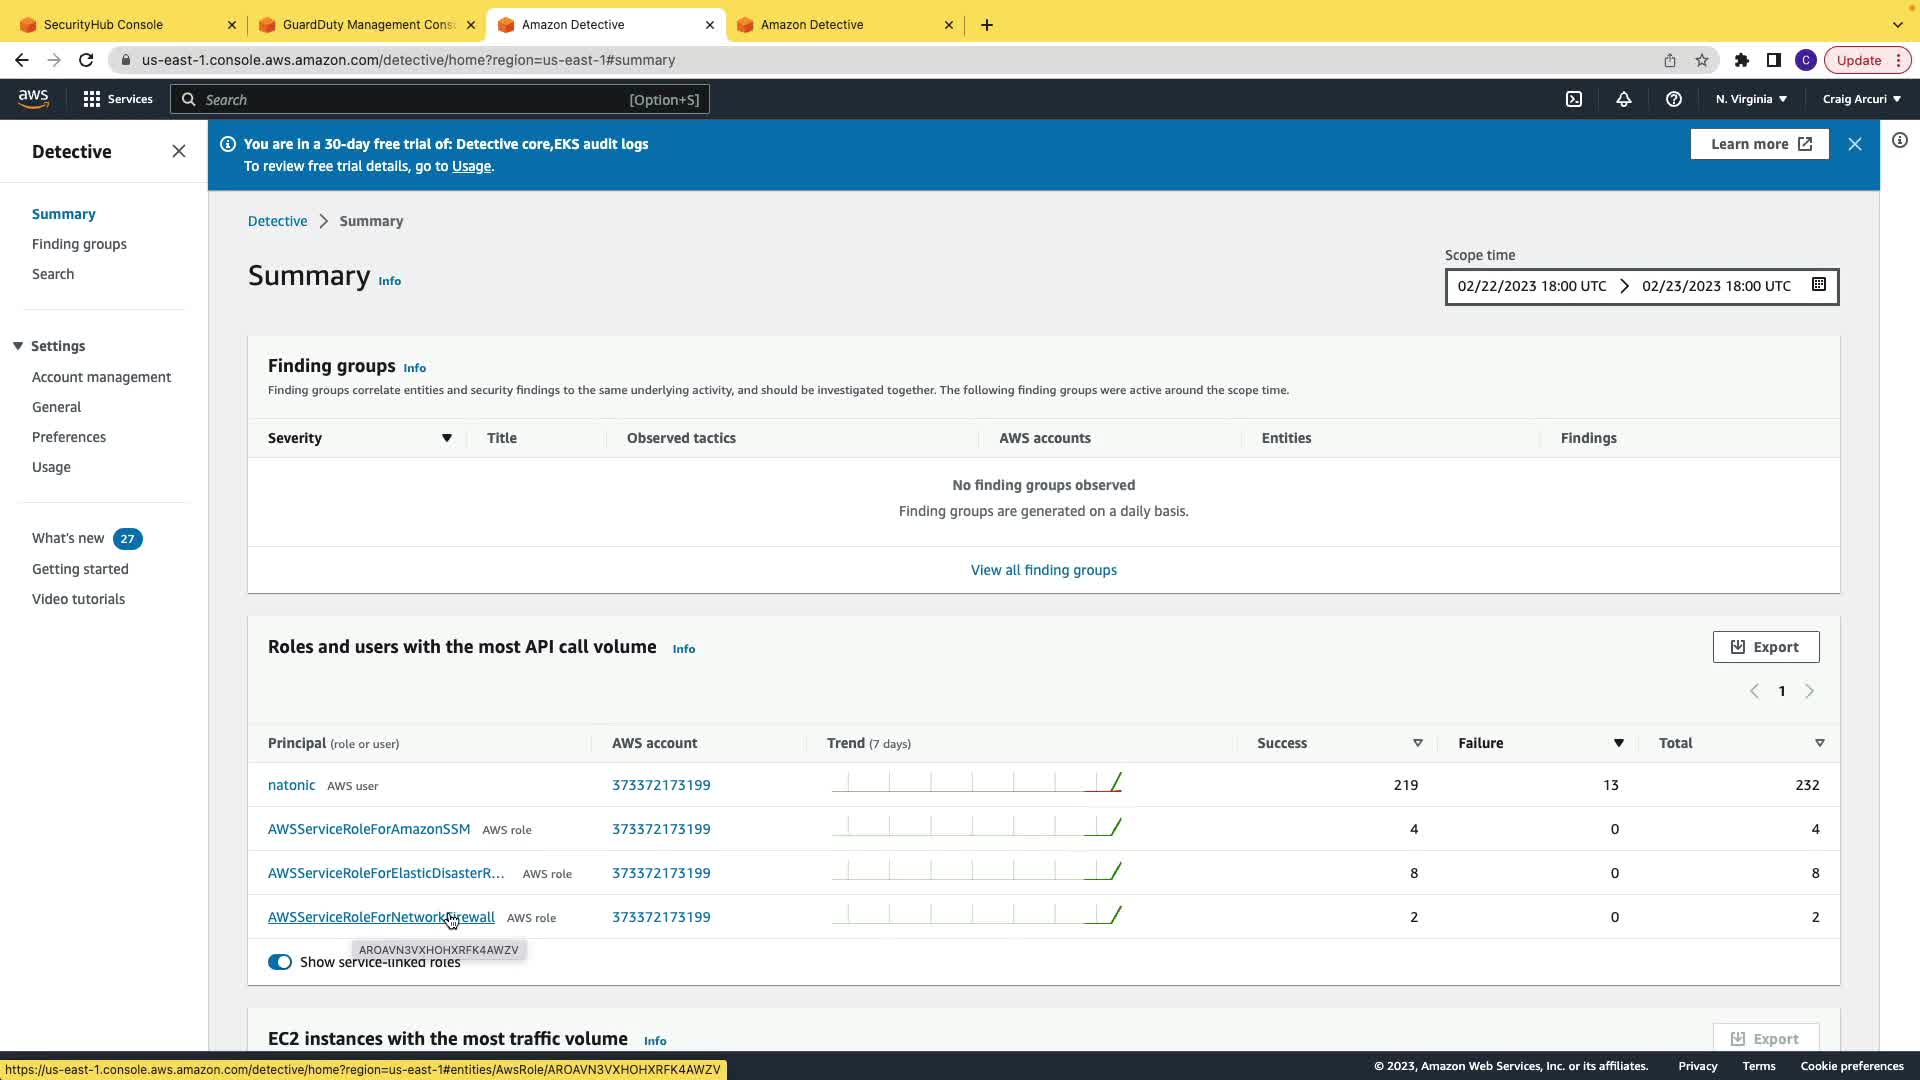 SecurityHub Console
GuardDuty Management Cons
Amazon Detective
Amazon Detective
us-east-1.console.aws.amazon.com/detective/home?region=us-east-1#summary
C
Update
aws
Services
Search
[Option+S]
N. Virginia
Craig Arcuri
Detective
You are in a 30-day free trial of: Detective core,EKS audit logs
To review free trial details, go to Usage.
Learn more
Summary
Finding groups
Search
Settings
Account management
General
Preferences
Usage
What's new 27
Getting started
Video tutorials
Detective > Summary
Summary Info
Scope time
02/22/2023 18:00 UTC > 02/23/2023 18:00 UTC
Finding groups Info
Finding groups correlate entities and security findings to the same underlying activity, and should be investigated together. The following finding groups were active around the scope time.
Severity Title Observed tactics AWS accounts Entities Findings
No finding groups observed
Finding groups are generated on a daily basis.
View all finding groups
Roles and users with the most API call volume Info
Export
1
Principal (role or user) AWS account Trend (7 days) Success Failure Total
natonic AWS user 373372173199 219 13 232
AWSServiceRoleForAmazonSSM AWS role 373372173199 4 0 4
AWSServiceRoleForElasticDisasterR... AWS role 373372173199 8 0 8
AWSServiceRoleForNetworkFirewall AWS role 373372173199 2 0 2
AROAVN3VXHOHXRFK4AWZV
Show service-linked roles
EC2 instances with the most traffic volume Info
Export
https://us-east-1.console.aws.amazon.com/detective/home?region=us-east-1#entities/AwsRole/AROAVN3VXHOHXRFK4AWZV
© 2023, Amazon Web Services, Inc. or its affiliates. Privacy Terms Cookie preferences